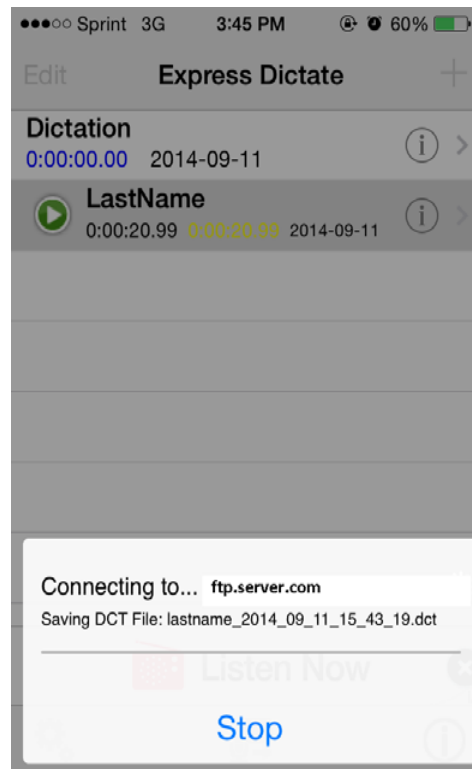 Sprint 3G 3:45 PM 60%
Edit Express Dictate
Dictation
0:00:00.00 2014-09-11
LastName
0:00:20.99 0:00:20.99 2014-09-11
Connecting to... ftp.server.com
Saving DCT File: lastname_2014_09_11_15_43_19.dct
Listen Now
Stop